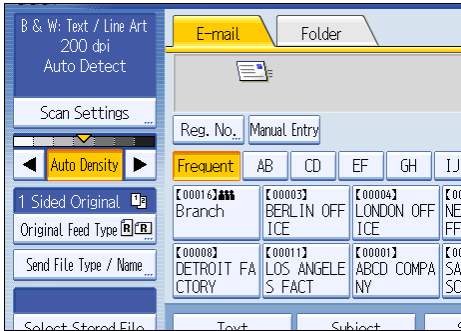 B & W: Text / Line Art
200 dpi
Auto Detect
Scan Settings
Auto Density
1 Sided Original
Original Feed Type
Send File Type / Name
Select Stored File
E-mail
Folder
Reg. No.
Manual Entry
Frequent
AB
CD
EF
GH
IJ
[00016]
Branch
[00003]
BERLIN OFF
ICE
[00004]
LONDON OFF
ICE
[00008]
DETROIT FA
CTORY
[00011]
LOS ANGELE
S FACT
[00001]
ABCD COMPA
NY
Text
Subject